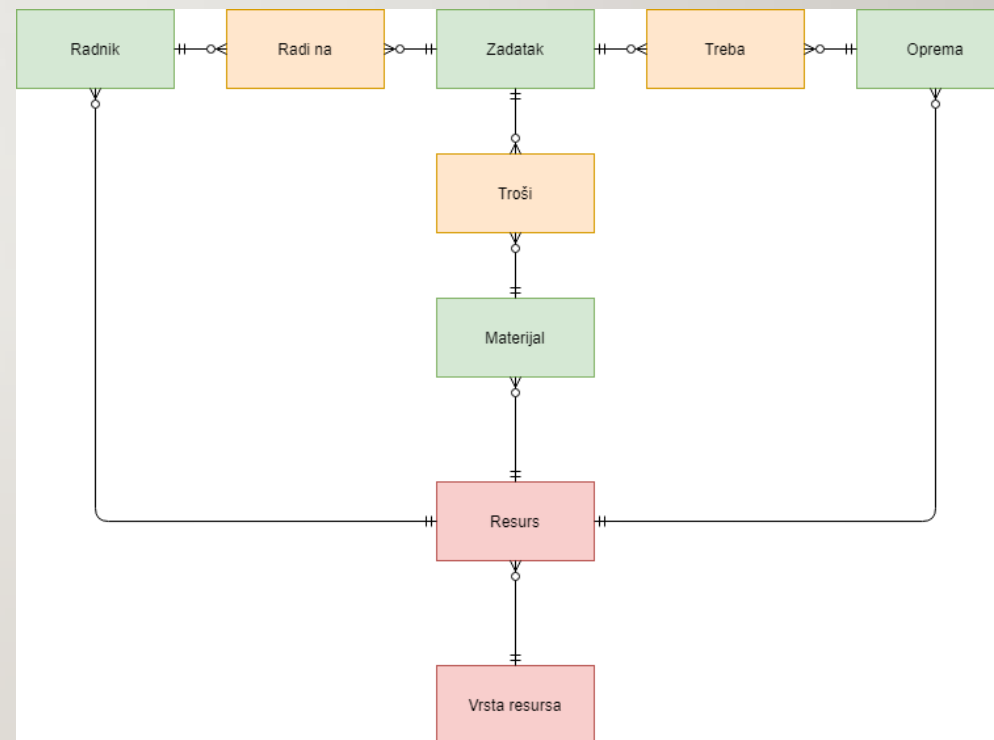 Radnik
Radi na
Zadatak
Treba
Oprema
Troši
Materijal
Resurs
Vrsta resursa